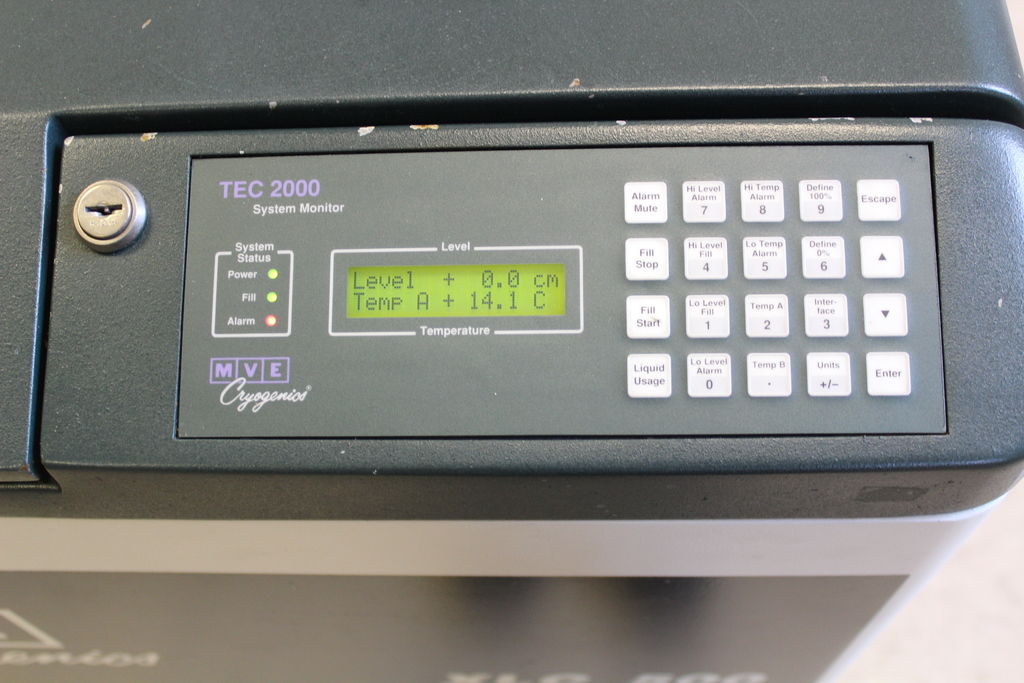 TEC 2000
System Monitor
System
Status
Power
Fill
Alarm
Level
Level + 0.0 cm
Temp A + 14.1 C
Temperature
MVE
Cryogenics®
Alarm
Mute
Hi Level
Alarm
7
Hi Temp
Alarm
8
Define
100%
9
Escape
Fill
Stop
Hi Level
Fill
4
Lo Temp
Alarm
5
Define
0%
6
▲
Fill
Start
Lo Level
Fill
1
Temp A
2
Inter-
face
3
▼
Liquid
Usage
Lo Level
Alarm
0
Temp B
.
Units
+/−
Enter